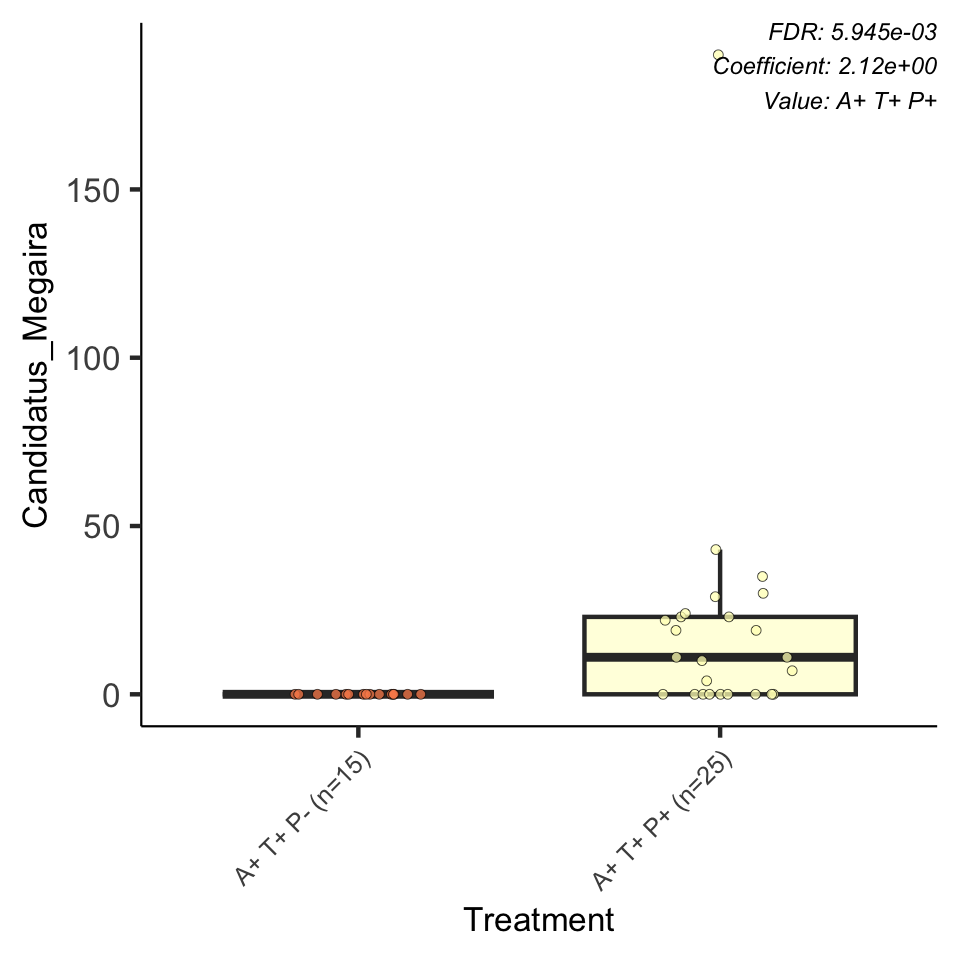 FDR: 5.945e-03
Coefficient: 2.12e+00
Value: A+ T+ P+
Candidatus_Megaira
150
100
50
0
A+ T+ P- (n=15)
A+ T+ P+ (n=25)
Treatment